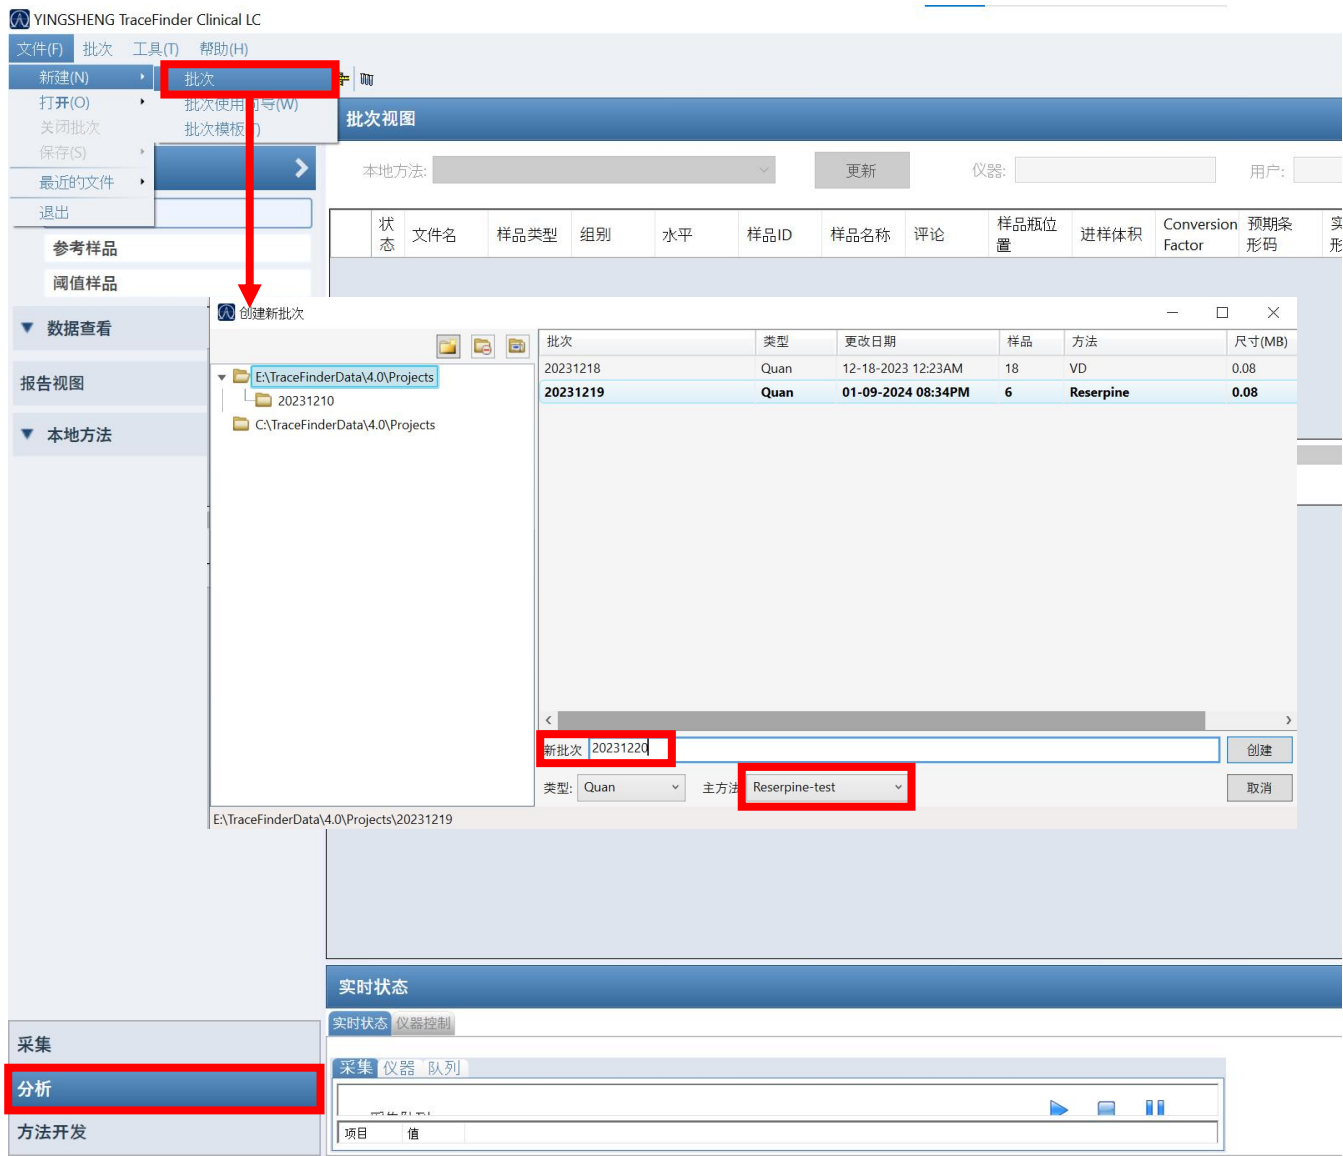 YINGSHENG TraceFinder Clinical LC
文件(F) 批次 工具(T) 帮助(H)
新建(N)
批次
打开(O)
批次使用向导(W)
关闭批次
批次模板
保存(S)
最近的文件
退出
参考样品
阈值样品
数据查看
报告视图
本地方法
批次视图
本地方法: 更新 仪器: 用户:
状态 文件名 样品类型 组别 水平 样品ID 样品名称 评论 样品瓶位置 进样体积 Conversion Factor 预期条形码
创建新批次
E:\TraceFinderData\4.0\Projects
20231210
C:\TraceFinderData\4.0\Projects
批次 类型 更改日期 样品 方法 尺寸(MB)
20231218 Quan 12-18-2023 12:23AM 18 VD 0.08
20231219 Quan 01-09-2024 08:34PM 6 Reserpine 0.08
新批次 20231220 创建
类型: Quan 主方法 Reserpine-test 取消
E:\TraceFinderData\4.0\Projects\20231219
实时状态
实时状态 仪器控制
采集 仪器 队列
项目 值
采集
分析
方法开发